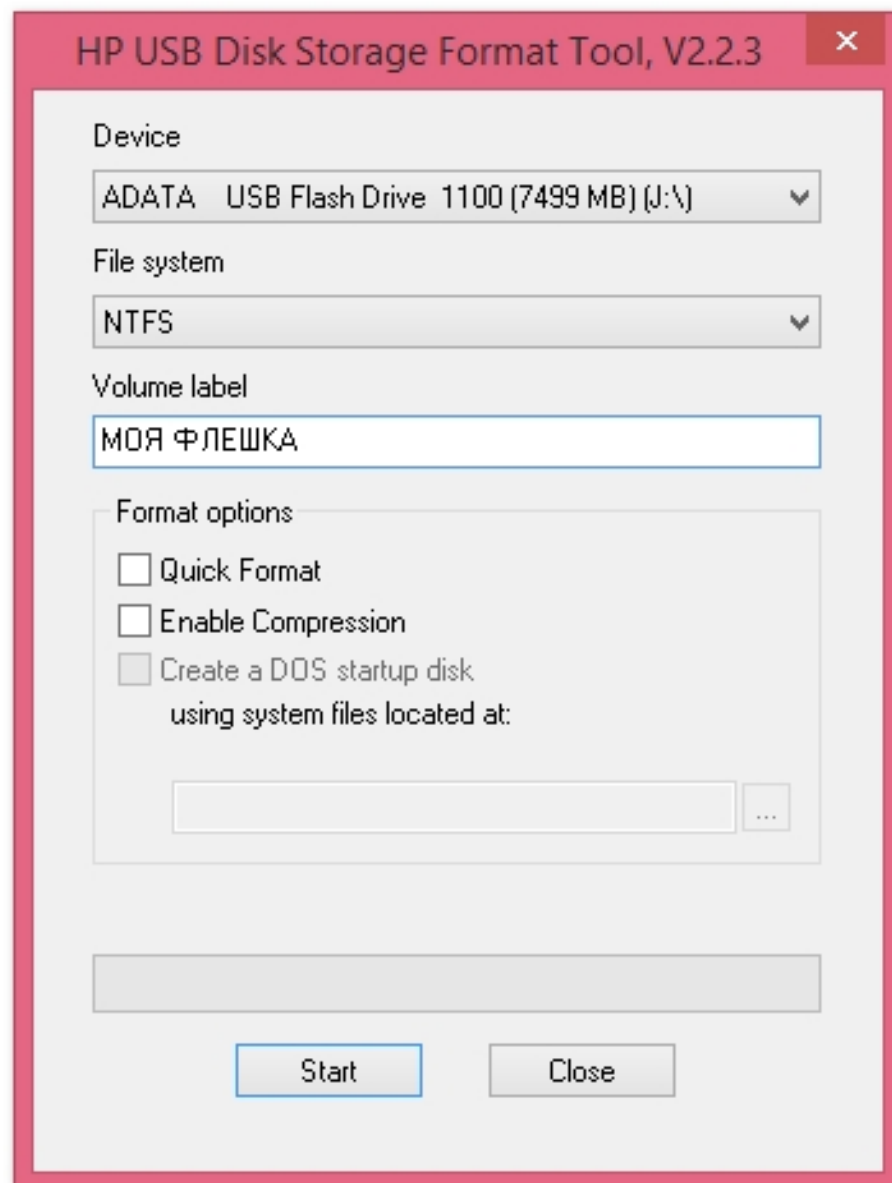 HP USB Disk Storage Format Tool, V2.2.3
Device
ADATA    USB Flash Drive  1100 (7499 MB) (J:\)
File system
NTFS
Volume label
МОЯ ФЛЕШКА
Format options
Quick Format
Enable Compression
Create a DOS startup disk
using system files located at:
...
Start
Close